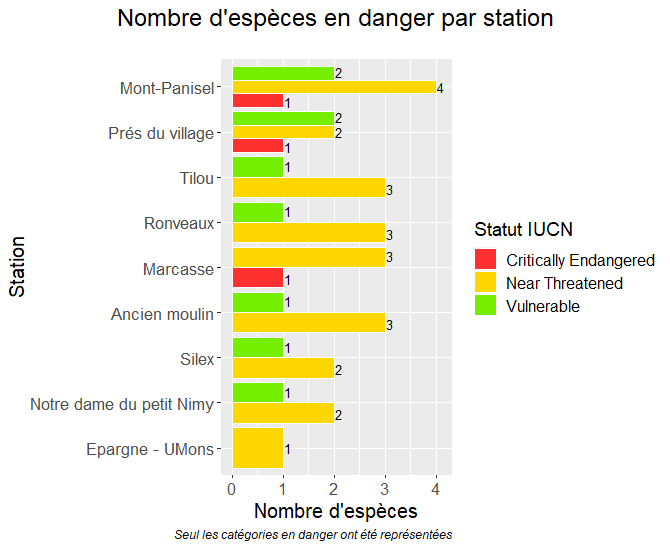 Nombre d'espèces en danger par station
Station
Mont-Panisel
2
4
1
Prés du village
2
2
1
Tilou
1
3
Ronveaux
1
3
Marcasse
3
1
Ancien moulin
1
3
Silex
1
2
Notre dame du petit Nimy
1
2
Epargne - UMons
1
0 1 2 3 4
Nombre d'espèces
Seul les catégories en danger ont été représentées
Statut IUCN
Critically Endangered
Near Threatened
Vulnerable